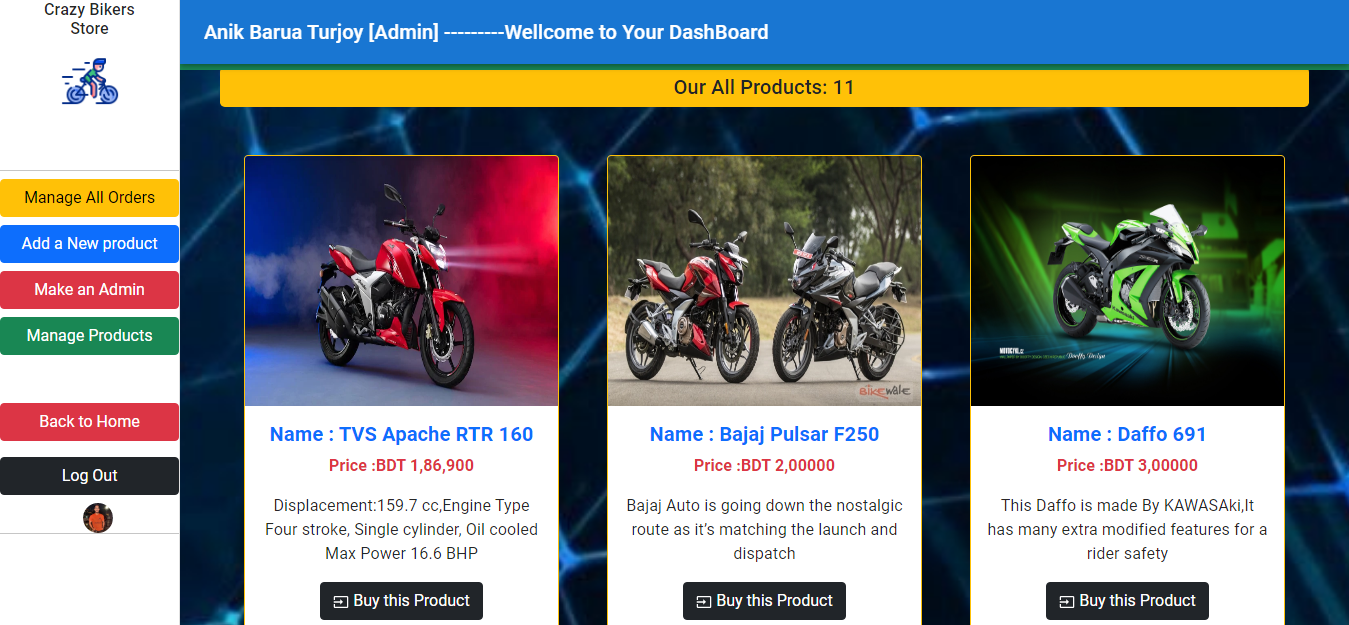 Crazy Bikers
Store
Anik Barua Turjoy [Admin] ---------Wellcome to Your DashBoard
Our All Products: 11
Manage All Orders
Add a New product
Make an Admin
Manage Products
Back to Home
Log Out
BikeWale
MOTOCYKL.cz
Daeffy Design
Name : TVS Apache RTR 160
Price :BDT 1,86,900
Displacement:159.7 cc,Engine Type
Four stroke, Single cylinder, Oil cooled
Max Power 16.6 BHP
Buy this Product
Name : Bajaj Pulsar F250
Price :BDT 2,00000
Bajaj Auto is going down the nostalgic
route as it’s matching the launch and
dispatch
Buy this Product
Name : Daffo 691
Price :BDT 3,00000
This Daffo is made By KAWASAki,It
has many extra modified features for a
rider safety
Buy this Product